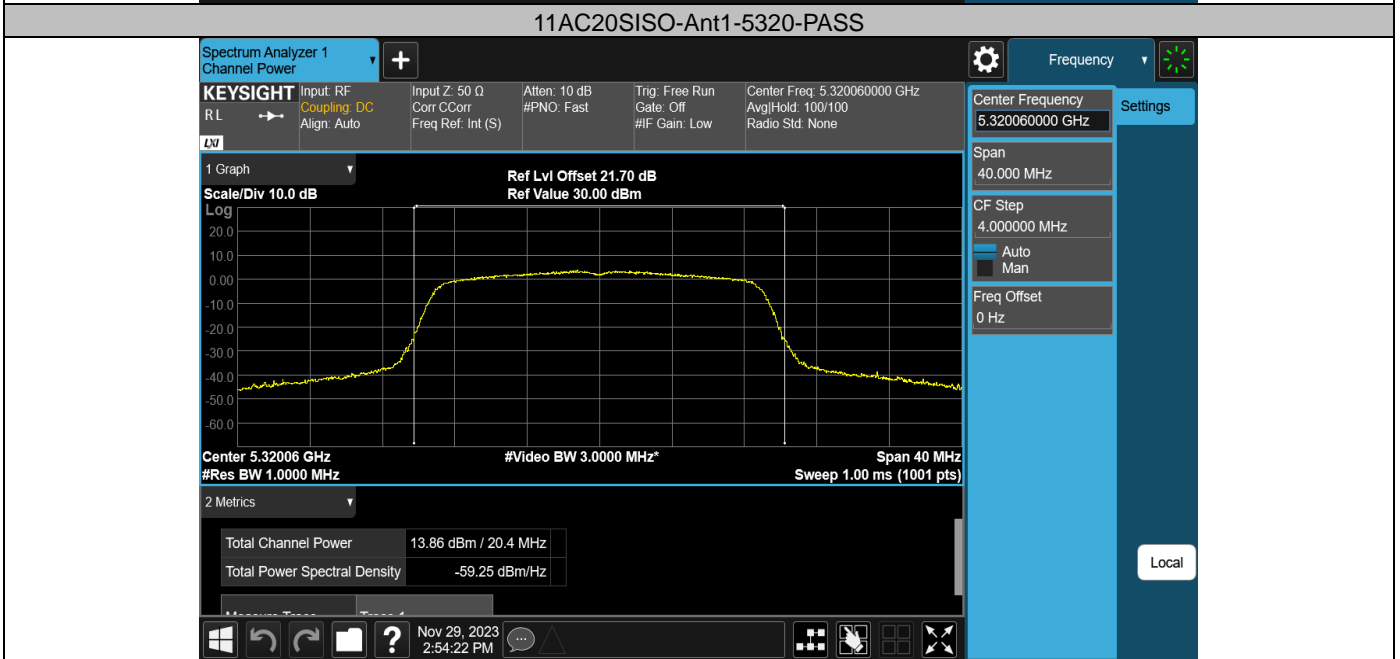 11AC20SISO-Ant1-5320-PASS
Spectrum Analyzer 1
Channel Power
Frequency
KEYSIGHT
RL
LXI
Input: RF
Coupling: DC
Align: Auto
Input Z: 50 Ω
Corr CCorr
Freq Ref: Int (S)
Atten: 10 dB
#PNO: Fast
Trig: Free Run
Gate: Off
#IF Gain: Low
Center Freq: 5.320060000 GHz
Avg|Hold: 100/100
Radio Std: None
Center Frequency
5.320060000 GHz
Settings
Span
40.000 MHz
CF Step
4.000000 MHz
Auto
Man
Freq Offset
0 Hz
1 Graph
Scale/Div 10.0 dB
Ref Lvl Offset 21.70 dB
Ref Value 30.00 dBm
Log
20.0
10.0
0.00
-10.0
-20.0
-30.0
-40.0
-50.0
-60.0
Center 5.32006 GHz
#Res BW 1.0000 MHz
#Video BW 3.0000 MHz*
Span 40 MHz
Sweep 1.00 ms (1001 pts)
2 Metrics
Total Channel Power 13.86 dBm / 20.4 MHz
Total Power Spectral Density -59.25 dBm/Hz
Measure Trace Trace 1
Local
?
Nov 29, 2023
2:54:22 PM